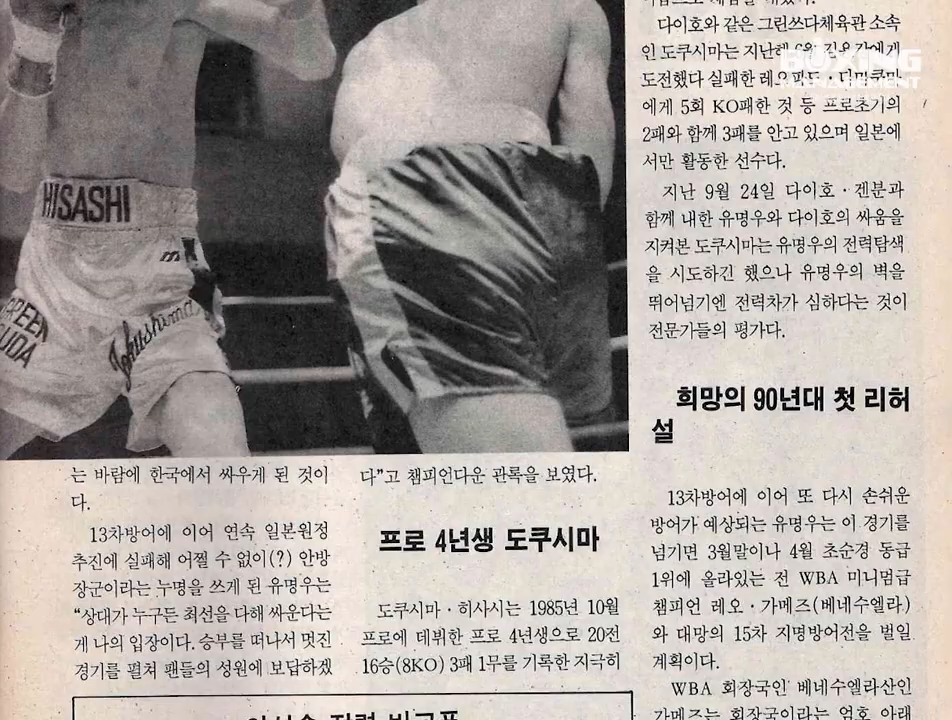 HISASHI
GREEN
TSUDA
Tokushima
는 바람에 한국에서 싸우게 된 것이
다.
13차방어에 이어 연속 일본원정
추진에 실패해 어쩔 수 없이(?) 안방
장군이라는 누명을 쓰게 된 유명우는
“상대가 누구든 최선을 다해 싸운다는
게 나의 입장이다. 승부를 떠나서 멋진
경기를 펼쳐 팬들의 성원에 보답하겠
다”고 챔피언다운 관록을 보였다.
프로 4년생 도쿠시마
도쿠시마·히사시는 1985년 10월
프로에 데뷔한 프로 4년생으로 20전
16승(8KO) 3패 1무를 기록한 지극히
다이호와 같은 그린쓰다체육관 소속
인 도쿠시마는 지난해 6월
도전했다 실패한
에게 5회 KO패한 것 등 프로초기의
2패와 함께 3패를 안고 있으며 일본에
서만 활동한 선수다.
지난 9월 24일 다이호·겐분과
함께 내한 유명우와 다이호의 싸움을
지켜본 도쿠시마는 유명우의 전력탐색
을 시도하긴 했으나 유명우의 벽을
뛰어넘기엔 전력차가 심하다는 것이
전문가들의 평가다.
희망의 90년대 첫 리허
설
13차방어에 이어 또 다시 손쉬운
방어가 예상되는 유명우는 이 경기를
넘기면 3월말이나 4월 초순경 동급
1위에 올라있는 전 WBA 미니멈급
챔피언 레오·가메즈(베네수엘라)
와 대망의 15차 지명방어전을 벌일
계획이다.
WBA 회장국인 베네수엘라산인
가메즈는 회장국이라는 엄호 아래
BOXING
MANAGEMENT